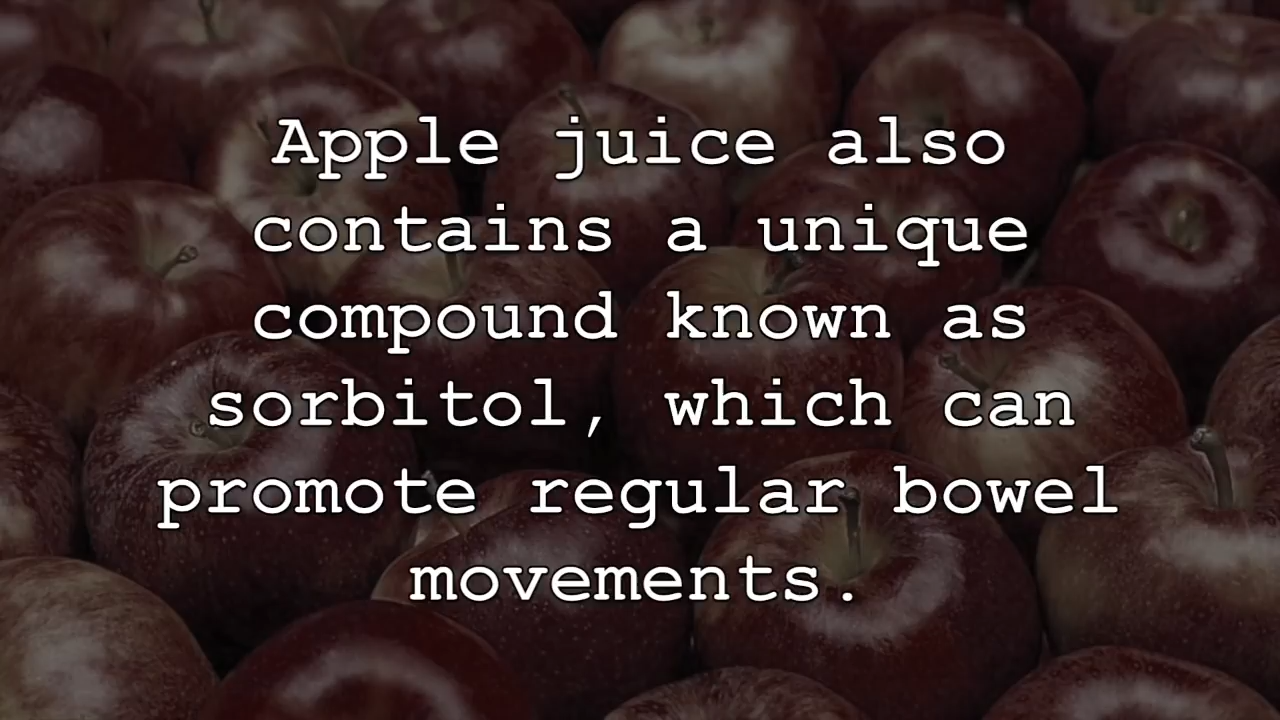 Apple juice also
contains a unique
compound known as
sorbitol, which can
promote regular bowel
movements.